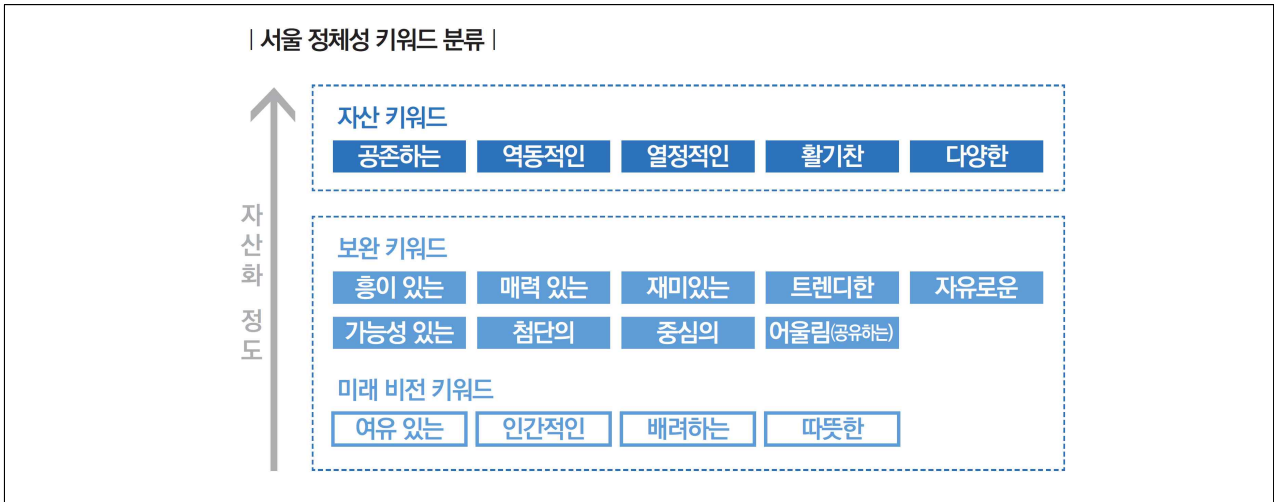 | 서울 정체성 키워드 분류 |
자산화 정도
자산 키워드
공존하는 역동적인 열정적인 활기찬 다양한
보완 키워드
흥이 있는 매력 있는 재미있는 트렌디한 자유로운
가능성 있는 첨단의 중심의 어울림(공유하는)
미래 비전 키워드
여유 있는 인간적인 배려하는 따뜻한